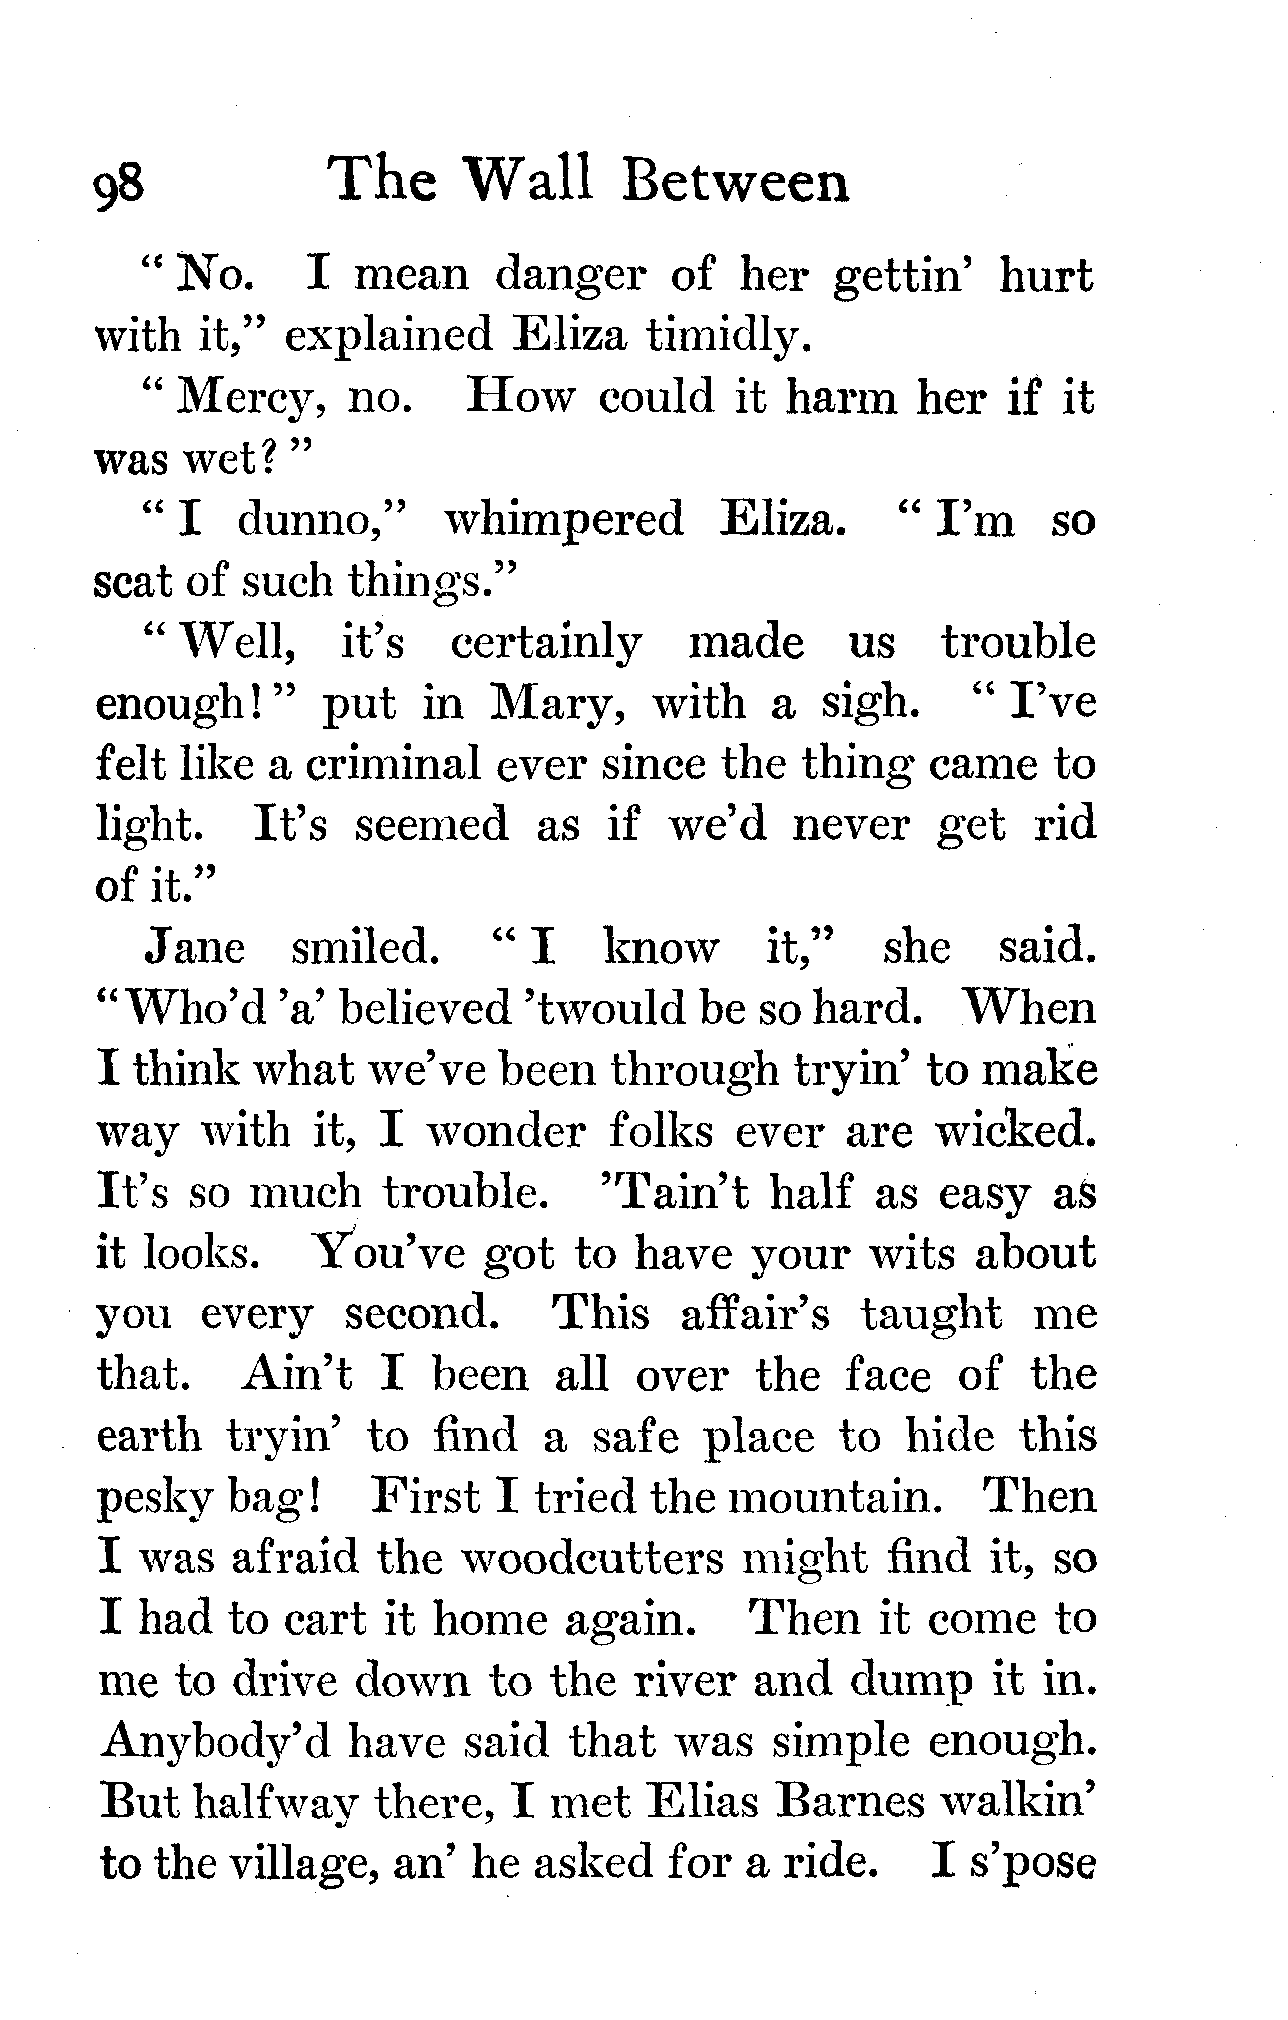 98 The Wall Between
“ No. I mean danger of her gettin’ hurt
with it,” explained Eliza timidly.
“ Mercy, no. How could it harm her if it
was wet? ”
“ I dunno,” whimpered Eliza. “ I’m so
scat of such things.”
“ Well, it’s certainly made us trouble
enough! ” put in Mary, with a sigh. “ I’ve
felt like a criminal ever since the thing came to
light. It’s seemed as if we’d never get rid
of it.”
Jane smiled. “ I know it,” she said.
“Who’d ’a’ believed ’twould be so hard. When
I think what we’ve been through tryin’ to make
way with it, I wonder folks ever are wicked.
It’s so much trouble. ’Tain’t half as easy as
it looks. You’ve got to have your wits about
you every second. This affair’s taught me
that. Ain’t I been all over the face of the
earth tryin’ to find a safe place to hide this
pesky bag! First I tried the mountain. Then
I was afraid the woodcutters might find it, so
I had to cart it home again. Then it come to
me to drive down to the river and dump it in.
Anybody’d have said that was simple enough.
But halfway there, I met Elias Barnes walkin’
to the village, an’ he asked for a ride. I s’pose